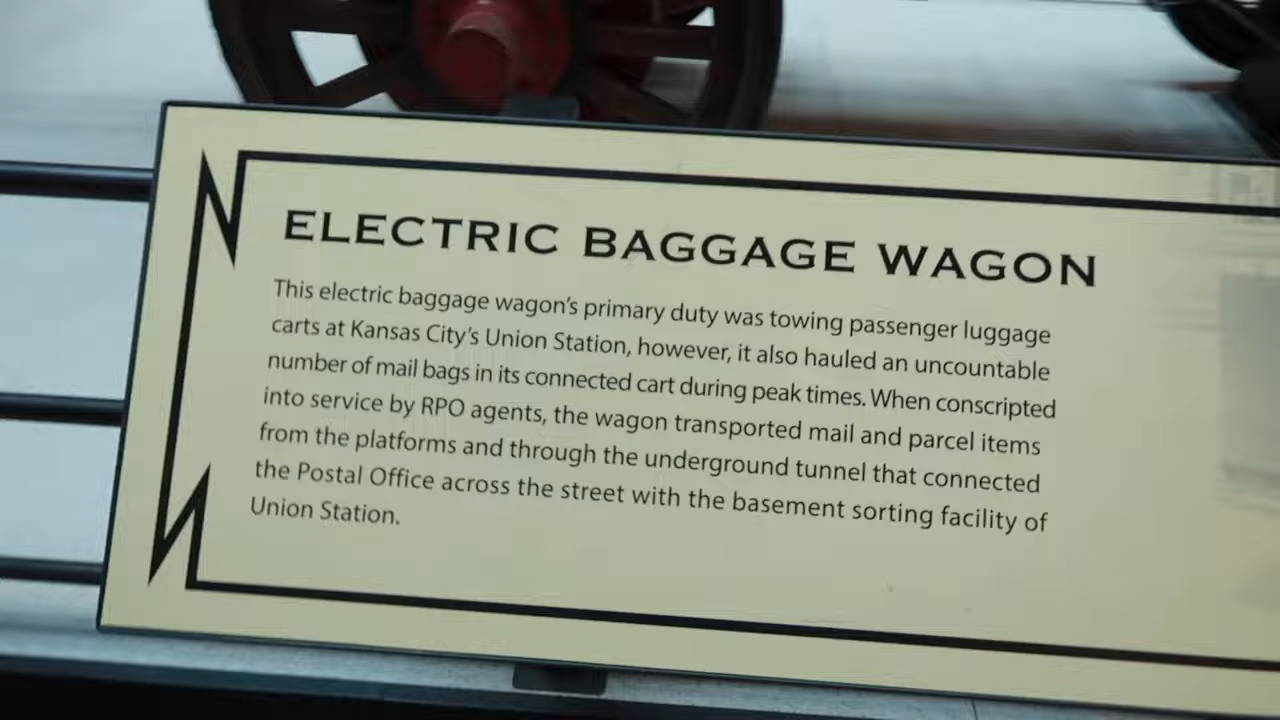 ELECTRIC BAGGAGE WAGON
This electric baggage wagon's primary duty was towing passenger luggage
carts at Kansas City's Union Station, however, it also hauled an uncountable
number of mail bags in its connected cart during peak times. When conscripted
into service by RPO agents, the wagon transported mail and parcel items
from the platforms and through the underground tunnel that connected
the Postal Office across the street with the basement sorting facility of
Union Station.